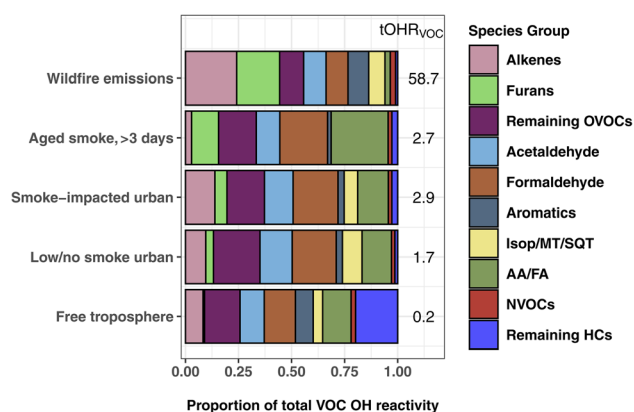 tOHRVOC
Wildfire emissions
58.7
Aged smoke, >3 days
2.7
Smoke−impacted urban
2.9
Low/no smoke urban
1.7
Free troposphere
0.2
0.00 0.25 0.50 0.75 1.00
Proportion of total VOC OH reactivity
Species Group
Alkenes
Furans
Remaining OVOCs
Acetaldehyde
Formaldehyde
Aromatics
Isop/MT/SQT
AA/FA
NVOCs
Remaining HCs